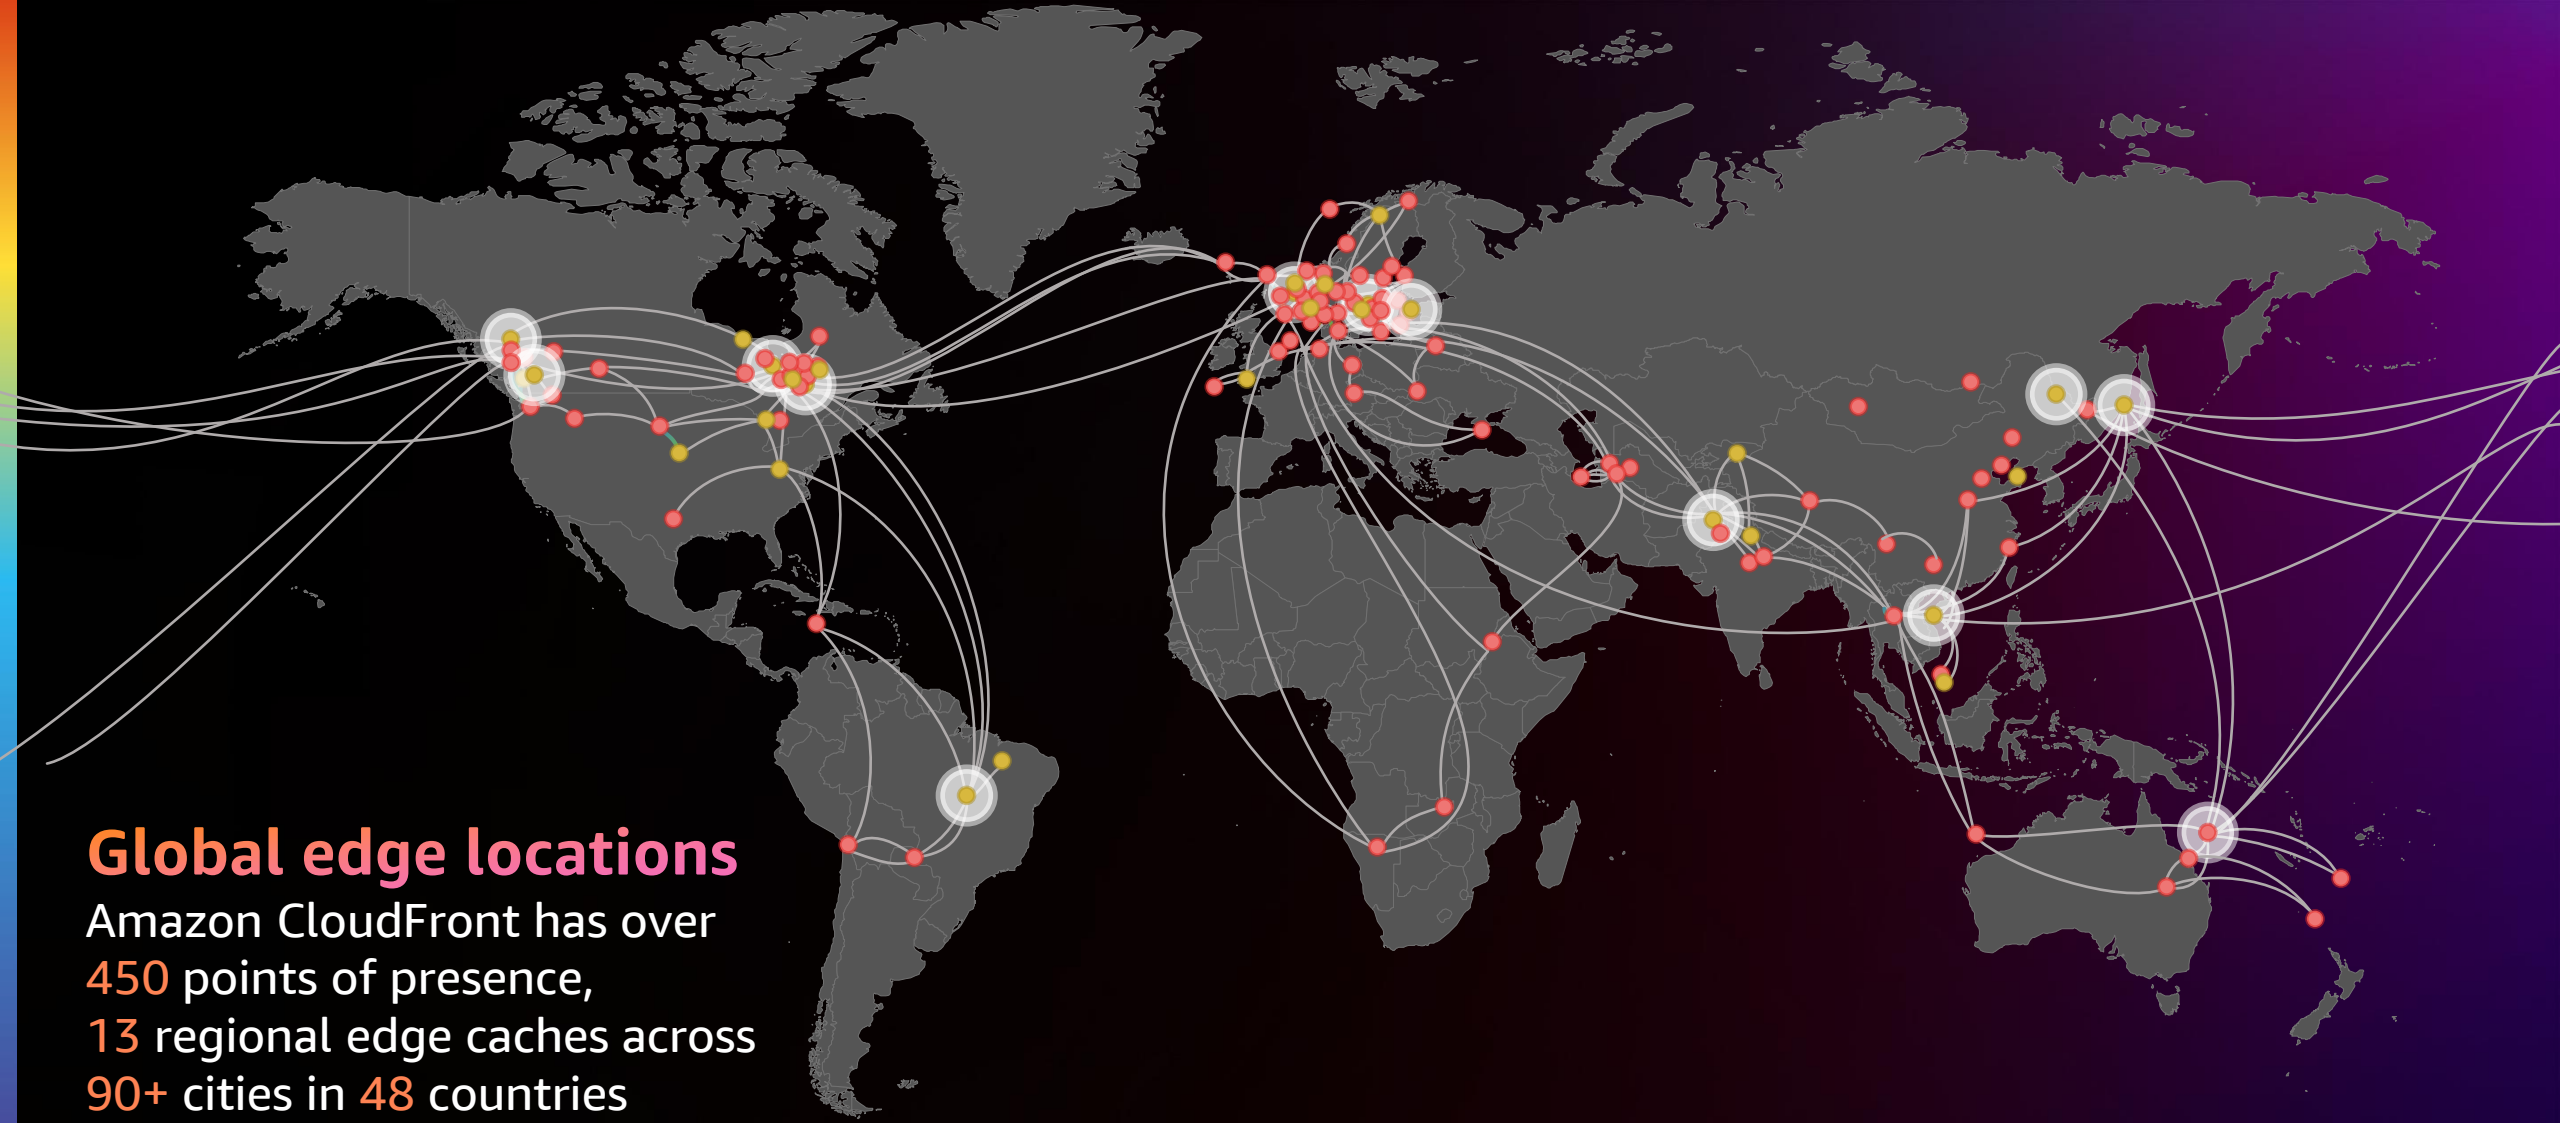 Global edge locations
Amazon CloudFront has over
450 points of presence,
13 regional edge caches across
90+ cities in 48 countries